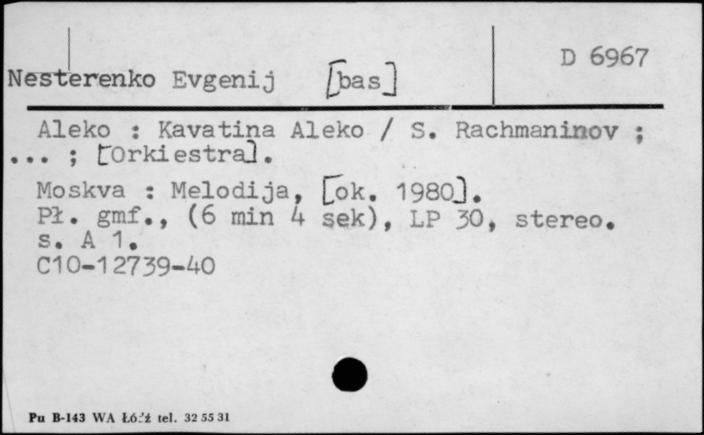 D 6967
Nesterenko Evgenij [bas]
Aleko : Kavatina Aleko / S. Rachmaninov ;
... ; [Orkiestra].
Moskva : Melodija, [ok. 1980].
Pł. gmf., (6 min 4 sek), LP 30, stereo.
s. A 1.
C10-12739-40
Pu B-143 WA tel. 32 55 31